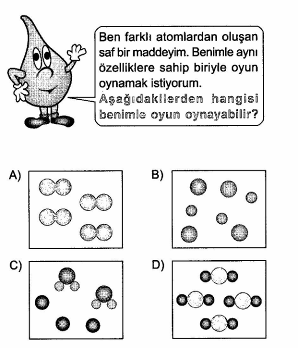 Ben farklı atomlardan oluşan
saf bir maddeyim. Benimle aynı
özelliklere sahip biriyle oyun
oynamak istiyorum.
Aşağıdakilerden hangisi
benimle oyun oynayabilir?
A)
B)
C)
D)